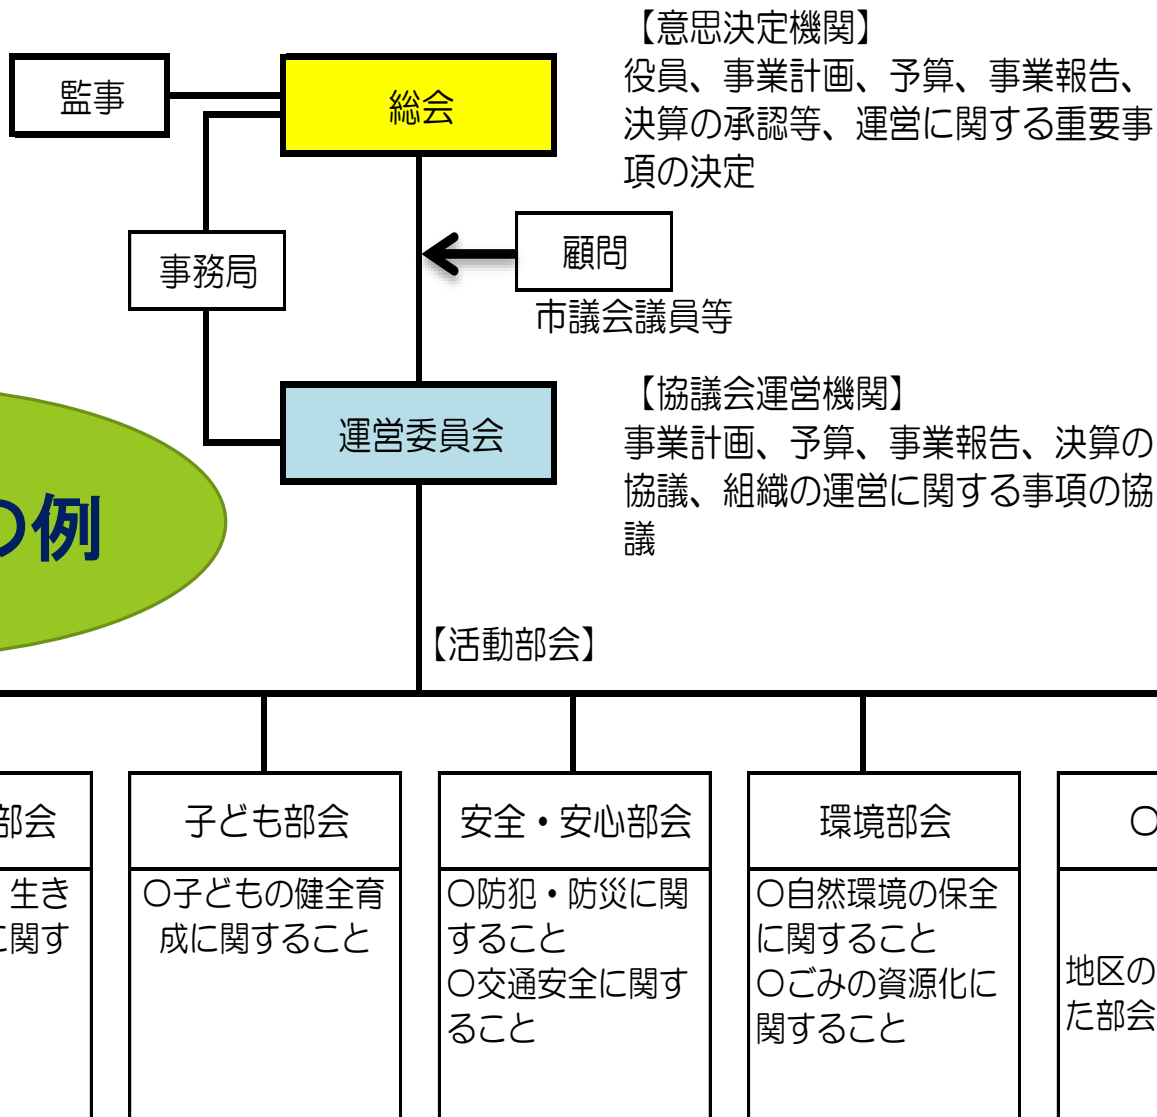 【意思決定機関】
役員、事業計画、予算、事業報告、
決算の承認等、運営に関する重要事
項の決定
監事
総会
事務局
顧問
市議会議員等
運営委員会
【協議会運営機関】
事業計画、予算、事業報告、決算の
協議、組織の運営に関する事項の協
議
の例
【活動部会】
部会
生き
に関す
子ども部会
〇子どもの健全育
成に関すること
安全・安心部会
〇防犯・防災に関
すること
〇交通安全に関す
ること
環境部会
〇自然環境の保全
に関すること
〇ごみの資源化に
関すること
〇
地区の
た部会